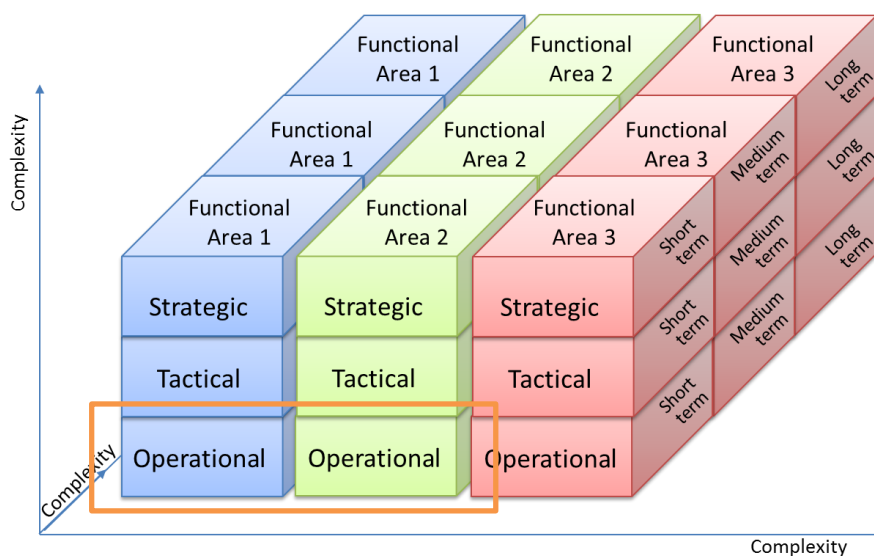 Functional
Area 1
Functional
Area 2
Functional
Area 3
Long
term
Functional
Area 1
Functional
Area 2
Functional
Area 3
Medium
term
Long
term
Functional
Area 1
Functional
Area 2
Functional
Area 3
Short
term
Medium
term
Long
term
Strategic
Strategic
Strategic
Short
term
Medium
term
Tactical
Tactical
Tactical
Short
term
Operational
Operational
Operational
Complexity
Complexity
Complexity